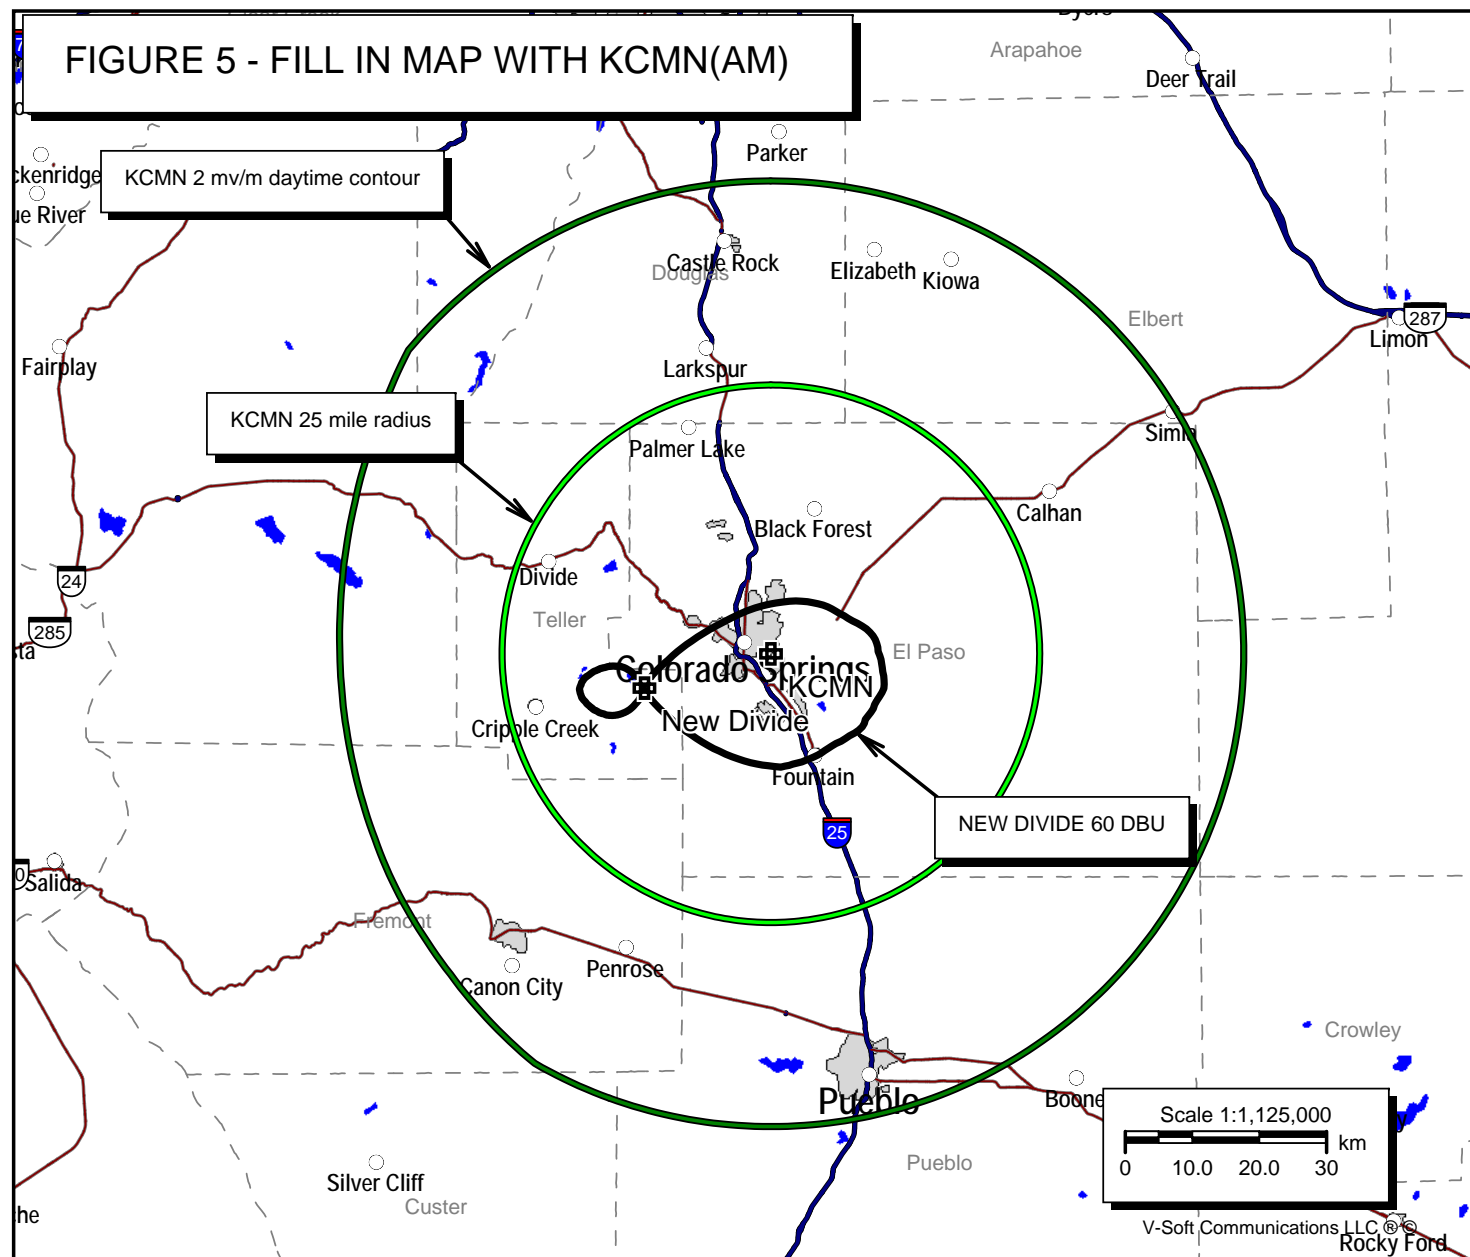 FIGURE 5 - FILL IN MAP WITH KCMN(AM)
Arapahoe
Deer Trail
Parker
KCMN 2 mv/m daytime contour
ckenridge
ue River
Castle Rock
Douglas
Elizabeth
Kiowa
Elbert
287
Limon
Fairplay
Larkspur
KCMN 25 mile radius
Palmer Lake
Simla
Calhan
Black Forest
24
Divide
Teller
285
sta
El Paso
Colorado Springs
KCMN
New Divide
Cripple Creek
Fountain
NEW DIVIDE 60 DBU
25
Salida
Fremont
Canon City
Penrose
Crowley
Pueblo
Boone
Scale 1:1,125,000
km
0 10.0 20.0 30
Pueblo
Silver Cliff
Custer
che
V-Soft Communications LLC ® ©
Rocky Ford